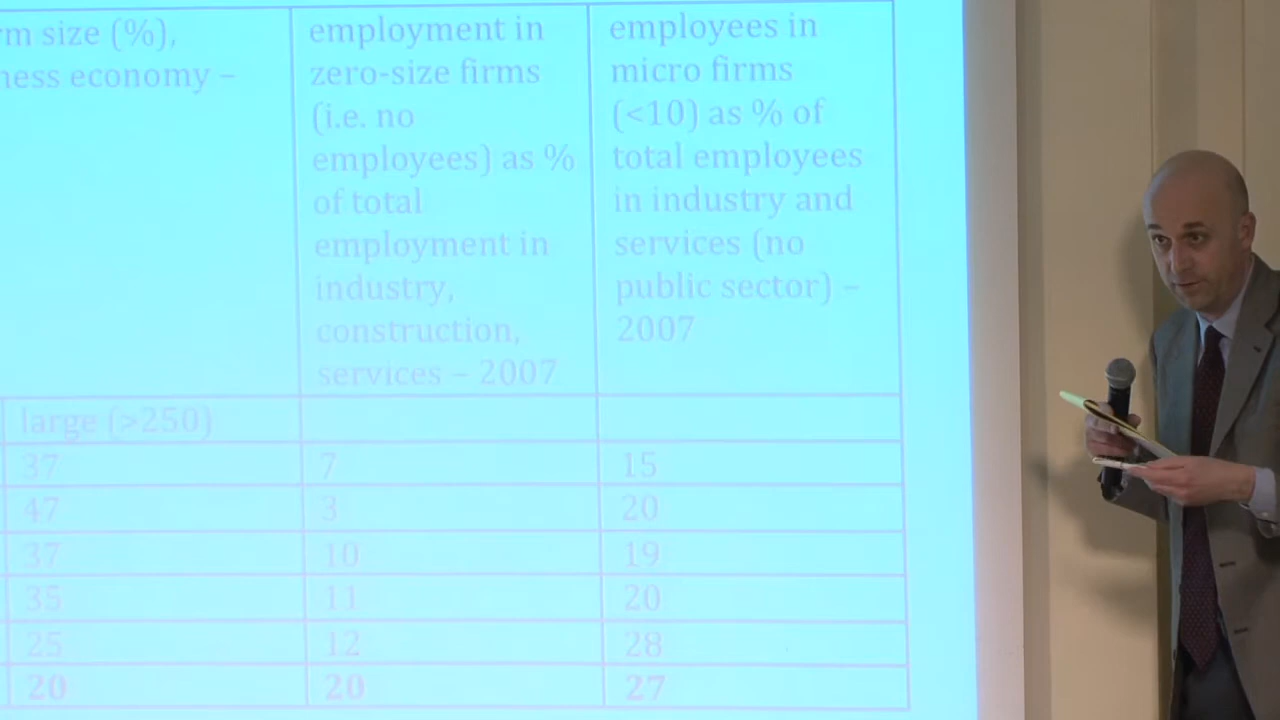 rm size (%),
ness economy –
employment in
zero-size firms
(i.e. no
employees) as %
of total
employment in
industry,
construction,
services – 2007
employees in
micro firms
(<10) as % of
total employees
in industry and
services (no
public sector) –
2007
large (>250)
37 7 15
47 3 20
37 10 19
35 11 20
25 12 28
20 20 27